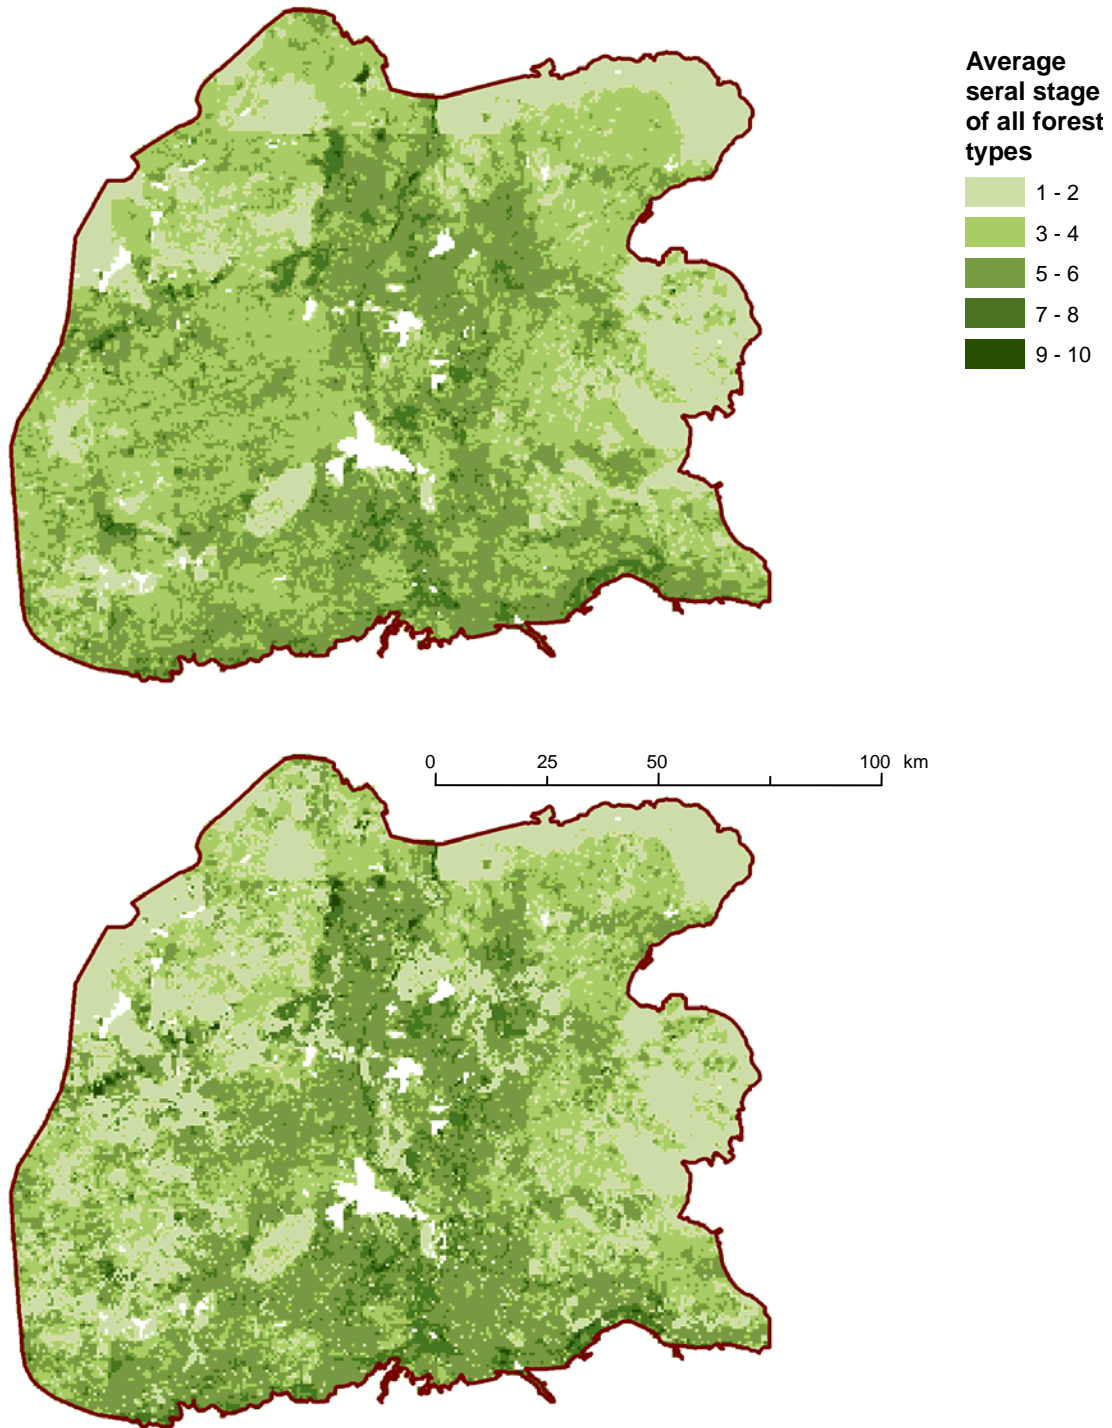 Average
seral stage
of all forest
types
1 - 2
3 - 4
5 - 6
7 - 8
9 - 10
0 25 50 100 km